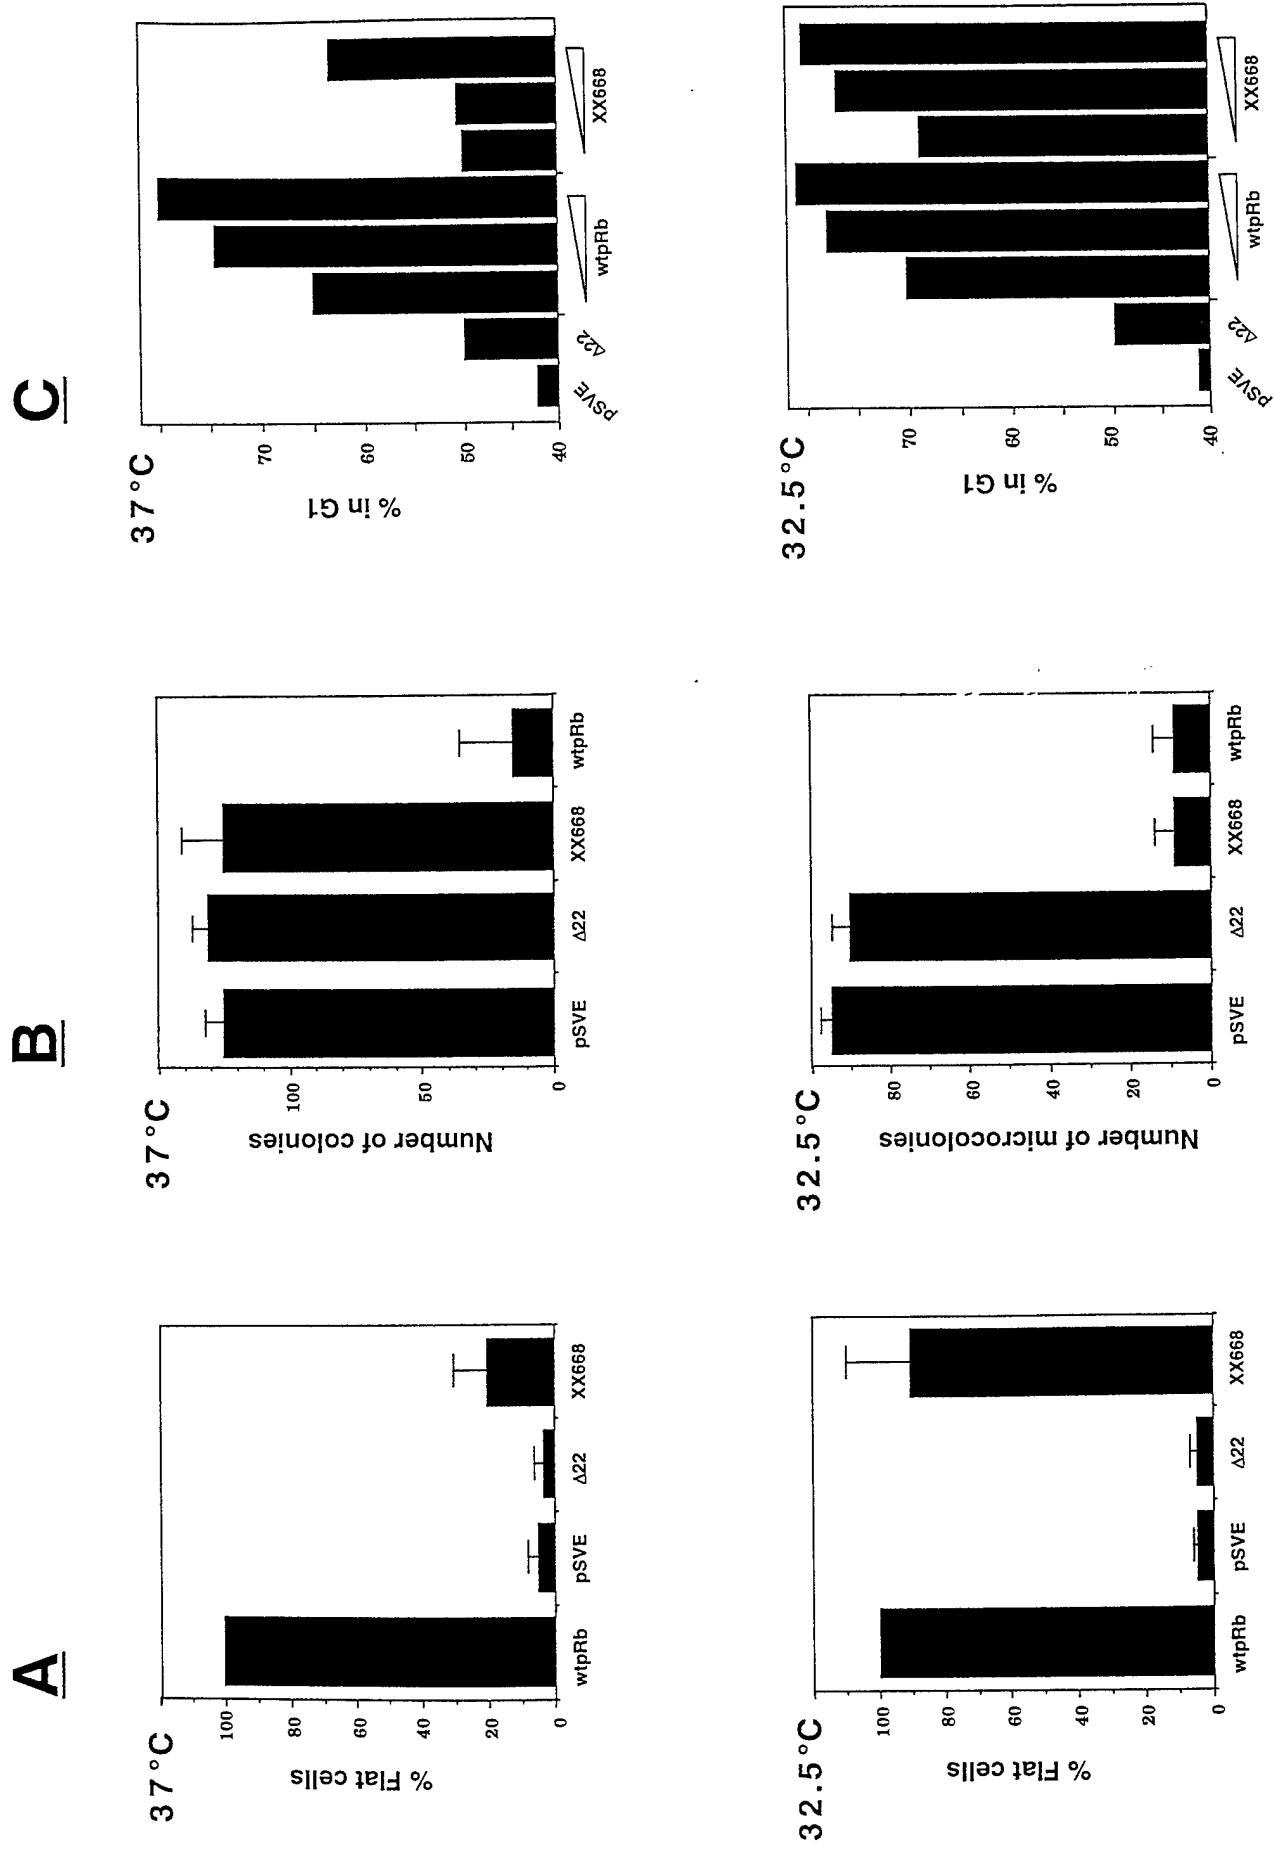 A
37°C
% Flat cells
0
20
40
60
80
100
wtpRb
pSVE
Δ22
XX668
32.5°C
% Flat cells
0
20
40
60
80
100
wtpRb
pSVE
Δ22
XX668
B
37°C
Number of colonies
0
50
100
pSVE
Δ22
XX668
wtpRb
32.5°C
Number of microcolonies
0
20
40
60
80
pSVE
Δ22
XX668
wtpRb
C
37°C
% in G1
40
50
60
70
pSVE
Δ22
wtpRb
XX668
32.5°C
% in G1
40
50
60
70
pSVE
Δ22
wtpRb
XX668